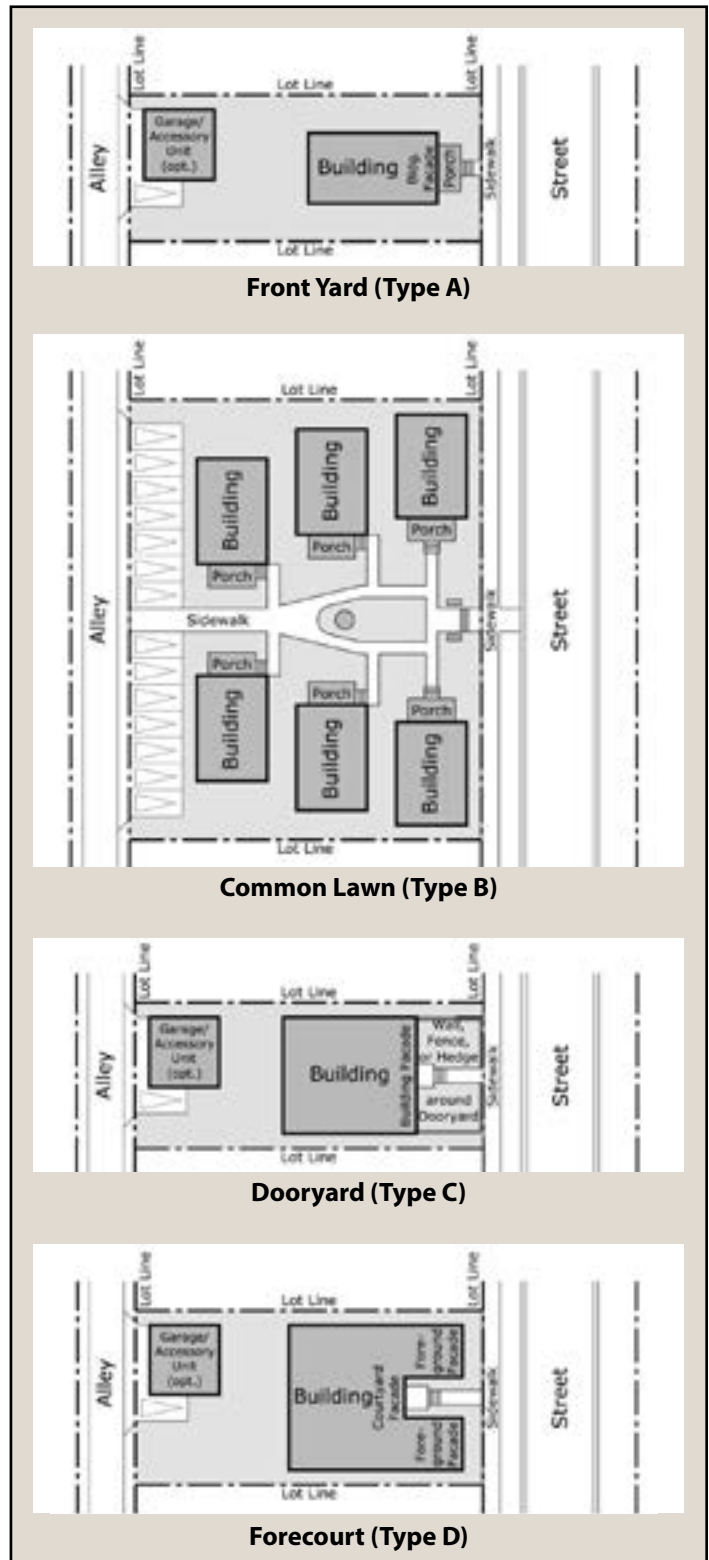 Lot Line
Lot Line
Lot Line
Garage/
Accessory
Unit
(opt.)
Alley
Building
Bldg.
Facade
Porch
Sidewalk
Street
Lot Line
Front Yard (Type A)
Lot Line
Lot Line
Lot Line
Building
Building
Building
Porch
Porch
Porch
Alley
Sidewalk
Sidewalk
Street
Porch
Porch
Porch
Building
Building
Building
Lot Line
Common Lawn (Type B)
Lot Line
Lot Line
Lot Line
Garage/
Accessory
Unit
(opt.)
Alley
Building
Building Facade
Wall,
Fence,
or Hedge
around
Dooryard
Sidewalk
Street
Lot Line
Dooryard (Type C)
Lot Line
Lot Line
Lot Line
Garage/
Accessory
Unit
(opt.)
Alley
Building
Courtyard
Facade
Fore-
ground
Facade
Fore-
ground
Facade
Sidewalk
Street
Lot Line
Forecourt (Type D)